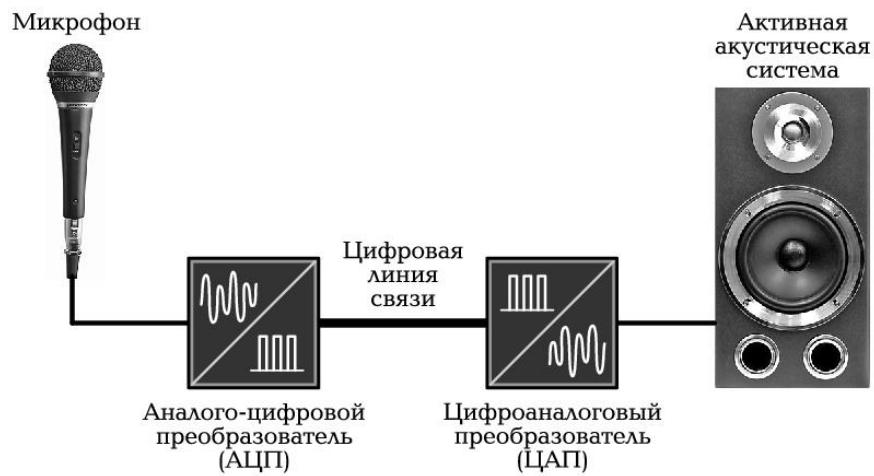 Микрофон
Активная
акустическая
система
Цифровая
линия
связи
Аналого-цифровой
преобразователь
(АЦП)
Цифроаналоговый
преобразователь
(ЦАП)